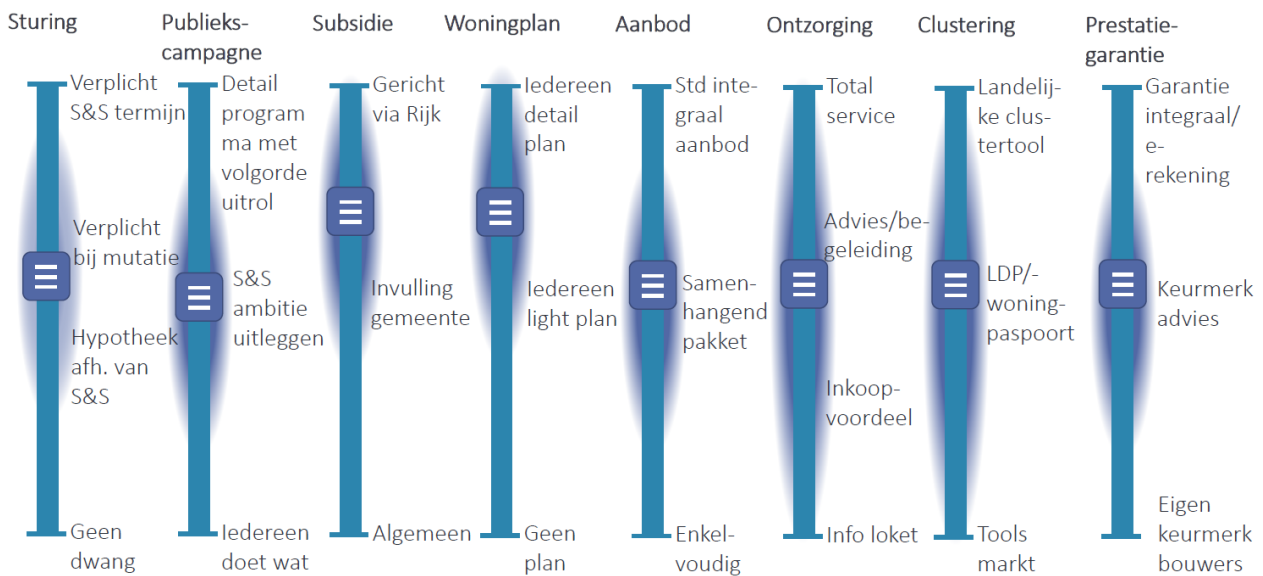 Sturing
Verplicht
S&S termijn
Verplicht
bij mutatie
Hypotheek
afh. van
S&S
Geen
dwang
Publieks-
campagne
Detail
program
ma met
volgorde
uitrol
S&S
ambitie
uitleggen
Iedereen
doet wat
Subsidie
Gericht
via Rijk
Invulling
gemeente
Algemeen
Woningplan
Iedereen
detail
plan
Iedereen
light plan
Geen
plan
Aanbod
Std inte-
graal
aanbod
Samen-
hangend
pakket
Enkel-
voudig
Ontzorging
Total
service
Advies/be-
geleiding
Inkoop-
voordeel
Info loket
Clustering
Landelij-
ke clus-
tertool
LDP/-
woning-
paspoort
Tools
markt
Prestatie-
garantie
Garantie
integraal/
e-
rekening
Keurmerk
advies
Eigen
keurmerk
bouwers